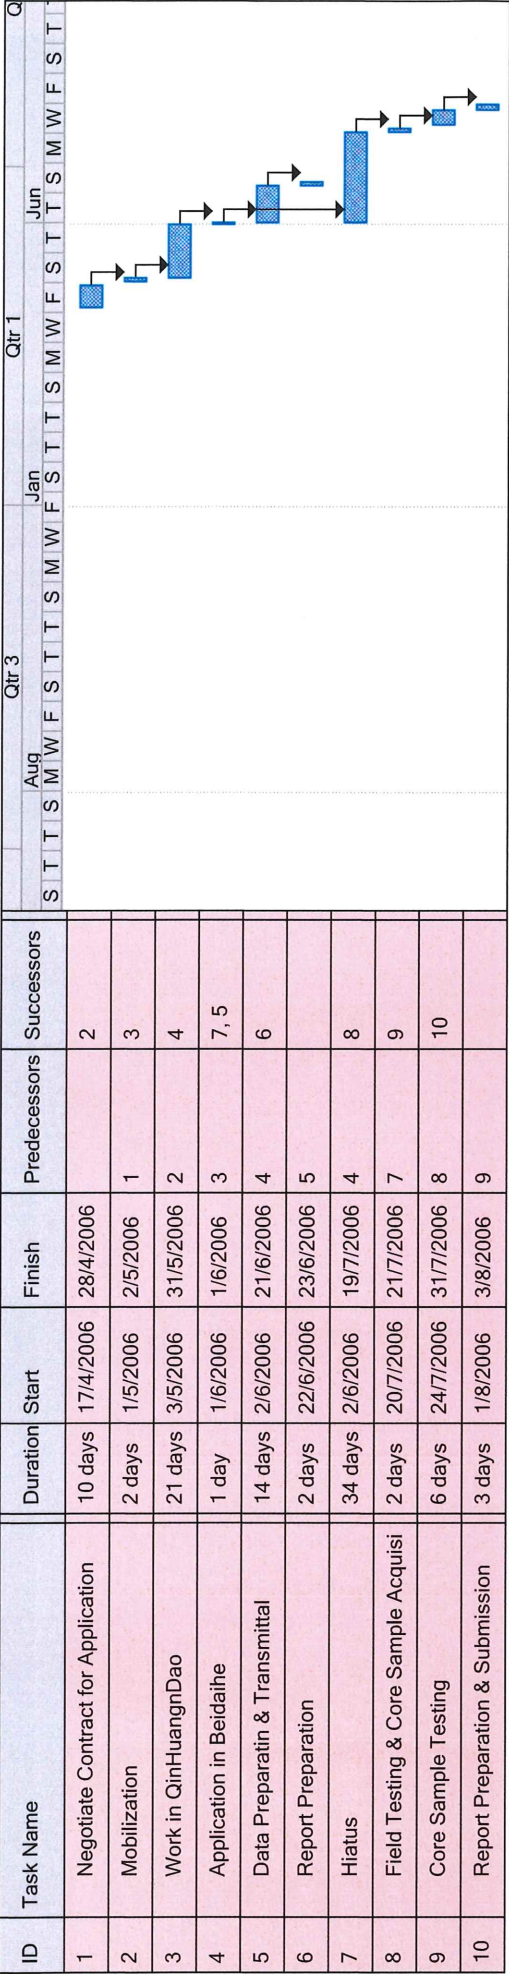 ID Task Name Duration Start Finish Predecessors Successors
Qtr 3 Qtr 1 Q
Aug Jan Jun
S T T S M W F S T T S M W F S T T S M W F S T T S M W F S T
1 Negotiate Contract for Application 10 days 17/4/2006 28/4/2006 2
2 Mobilization 2 days 1/5/2006 2/5/2006 1 3
3 Work in QinHuangnDao 21 days 3/5/2006 31/5/2006 2 4
4 Application in Beidaihe 1 day 1/6/2006 1/6/2006 3 7, 5
5 Data Preparatin & Transmittal 14 days 2/6/2006 21/6/2006 4 6
6 Report Preparation 2 days 22/6/2006 23/6/2006 5
7 Hiatus 34 days 2/6/2006 19/7/2006 4 8
8 Field Testing & Core Sample Acquisi 2 days 20/7/2006 21/7/2006 7 9
9 Core Sample Testing 6 days 24/7/2006 31/7/2006 8 10
10 Report Preparation & Submission 3 days 1/8/2006 3/8/2006 9